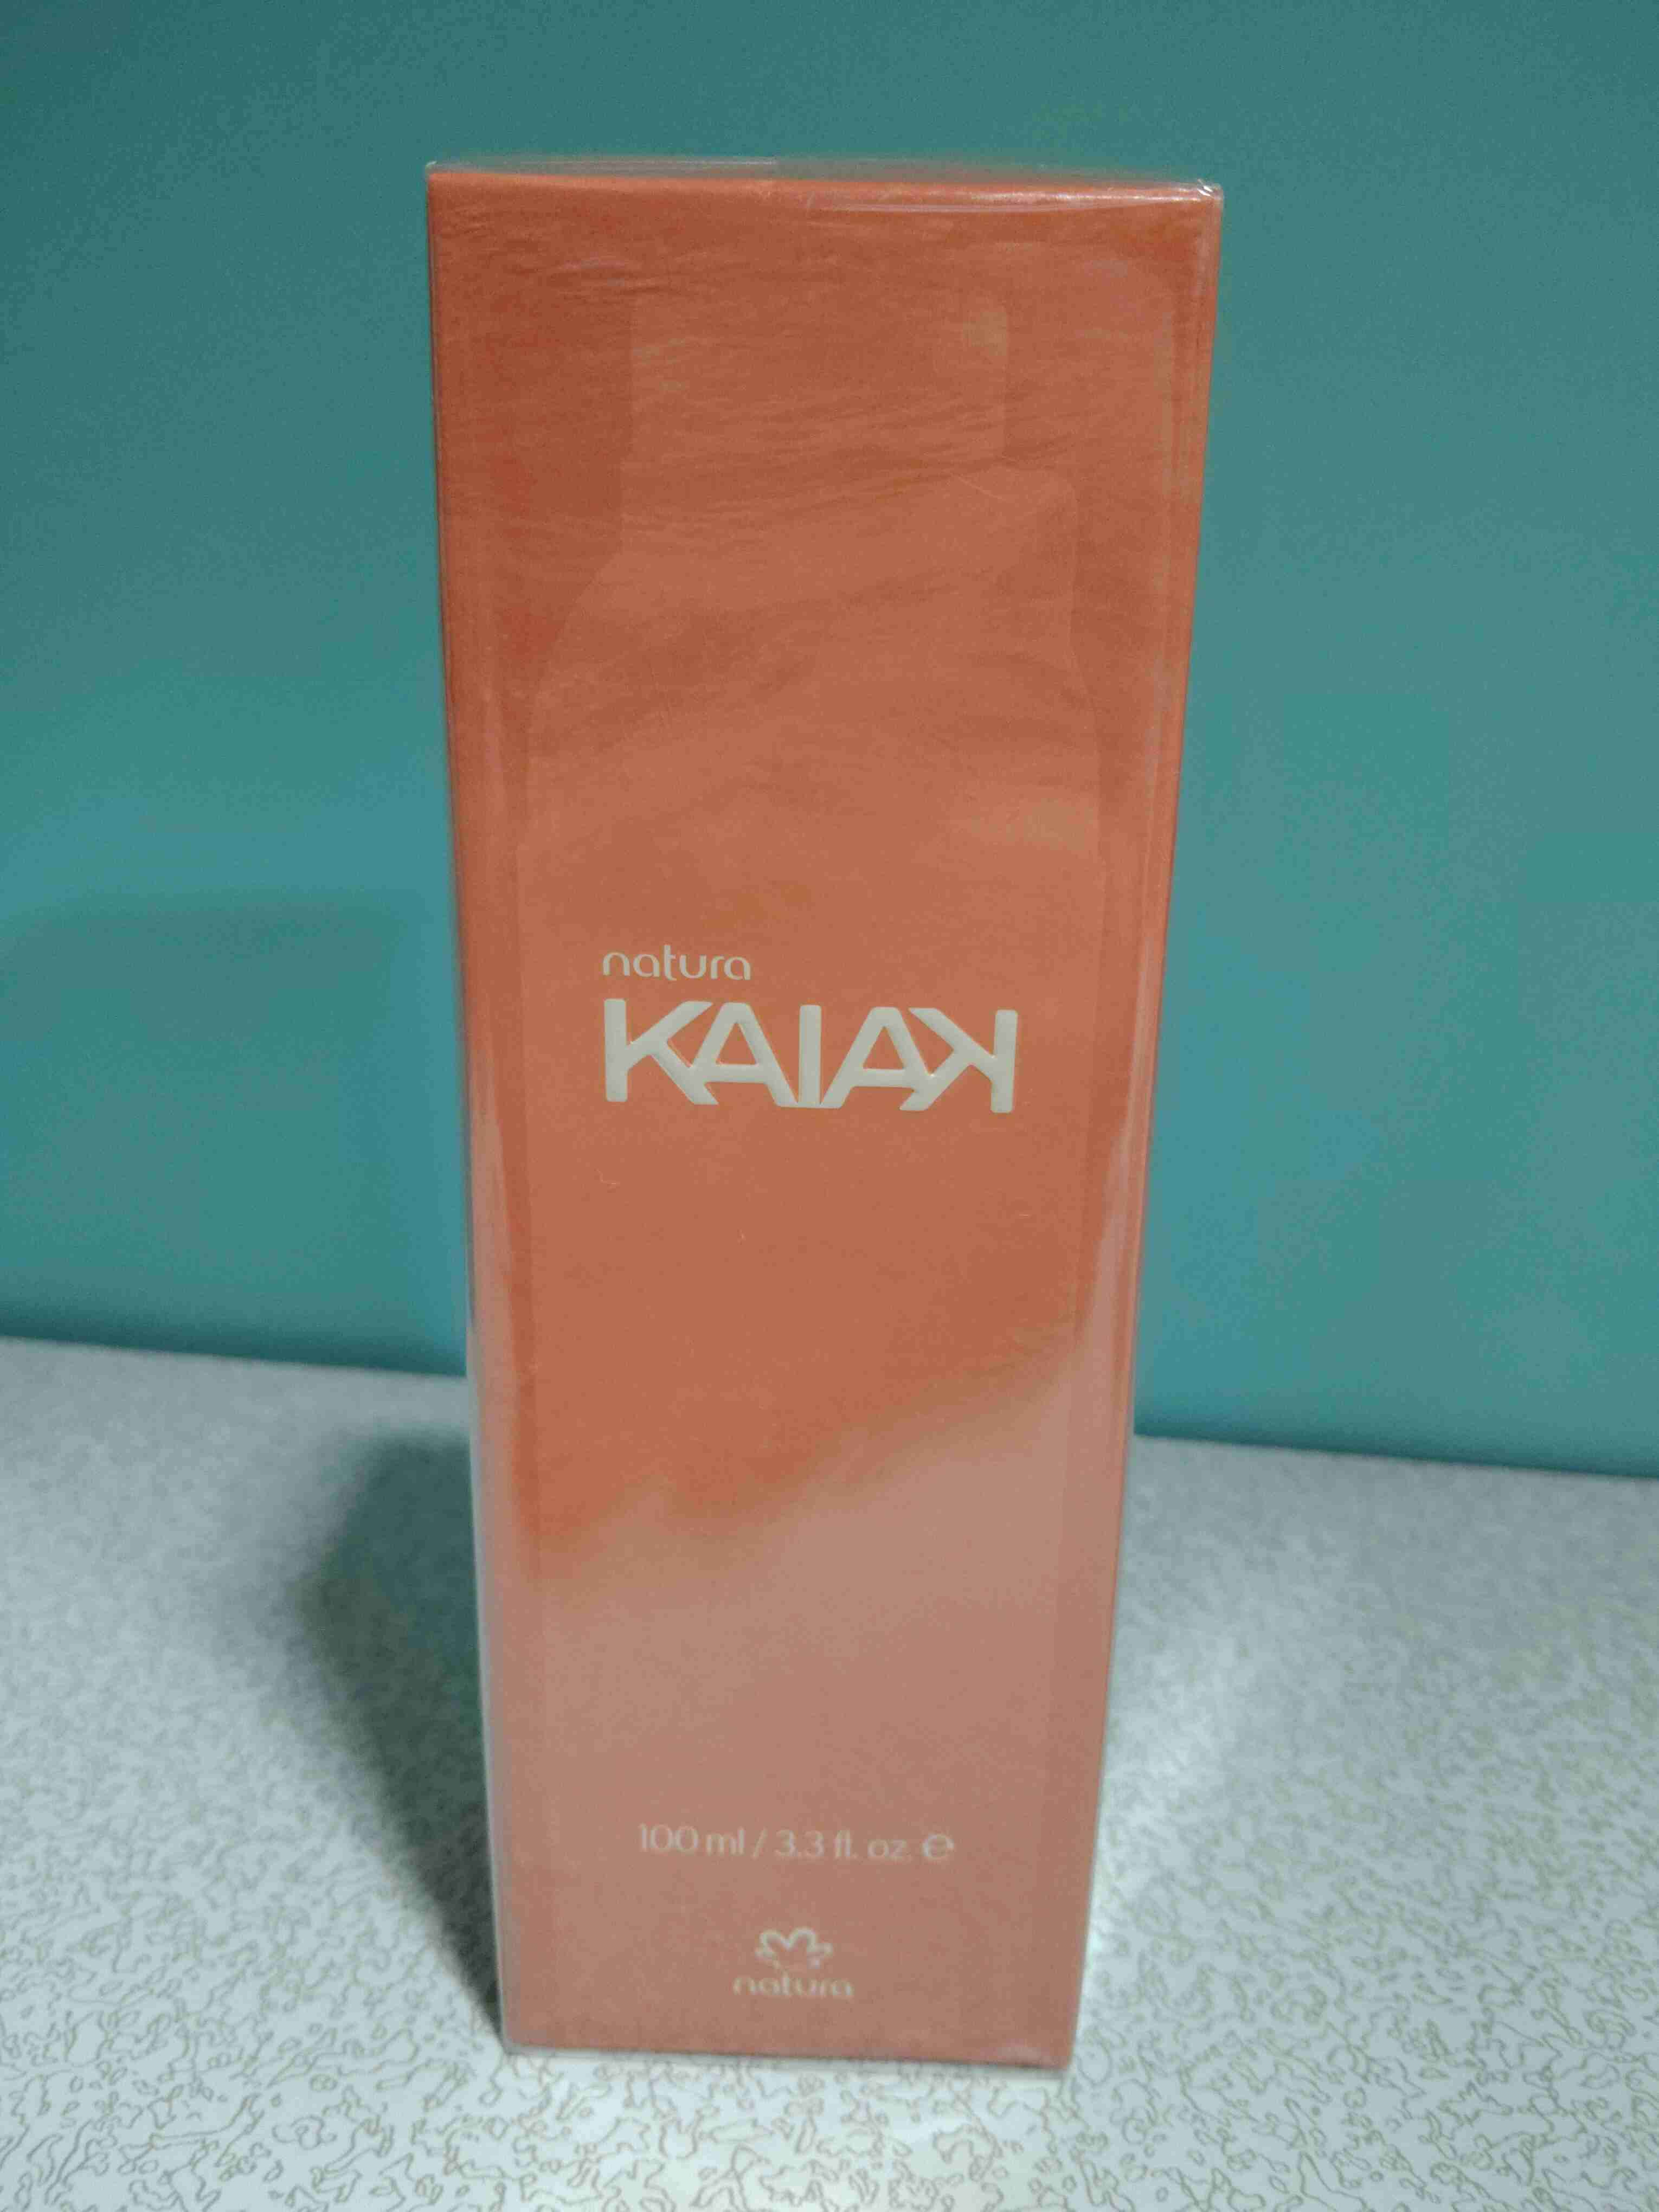 natura
KAIAK
100 ml / 3.3 fl. oz. ℮
natura